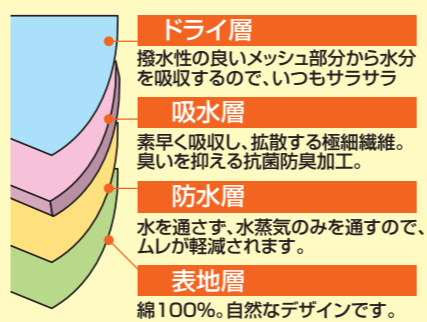 ドライ層
撥水性の良いメッシュ部分から水分
を吸収するので、いつもサラサラ
吸水層
素早く吸収し、拡散する極細繊維。
臭いを抑える抗菌防臭加工。
防水層
水を通さず、水蒸気のみを通すので、
ムレが軽減されます。
表地層
綿100%。自然なデザインです。